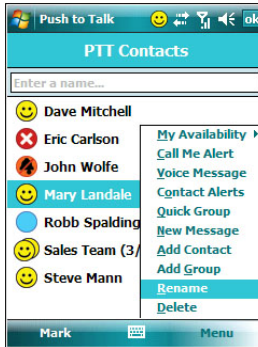 Push to Talk
ok
PTT Contacts
Enter a name...
Dave Mitchell
Eric Carlson
John Wolfe
Mary Landale
Robb Spalding
Sales Team (3/
Steve Mann
My Availability
Call Me Alert
Voice Message
Contact Alerts
Quick Group
New Message
Add Contact
Add Group
Rename
Delete
Mark
Menu